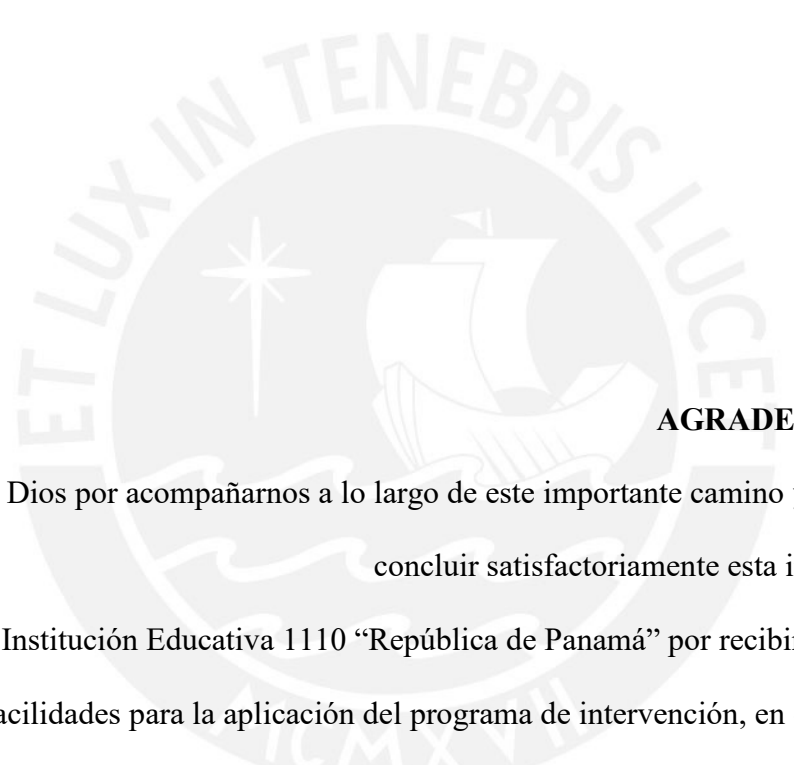 ET LUX IN TENEBRIS LUCET
AGRADE
Dios por acompañarnos a lo largo de este importante camino
concluir satisfactoriamente esta i
Institución Educativa 1110 “República de Panamá” por recibi
acilidades para la aplicación del programa de intervención, en
MCMXVII